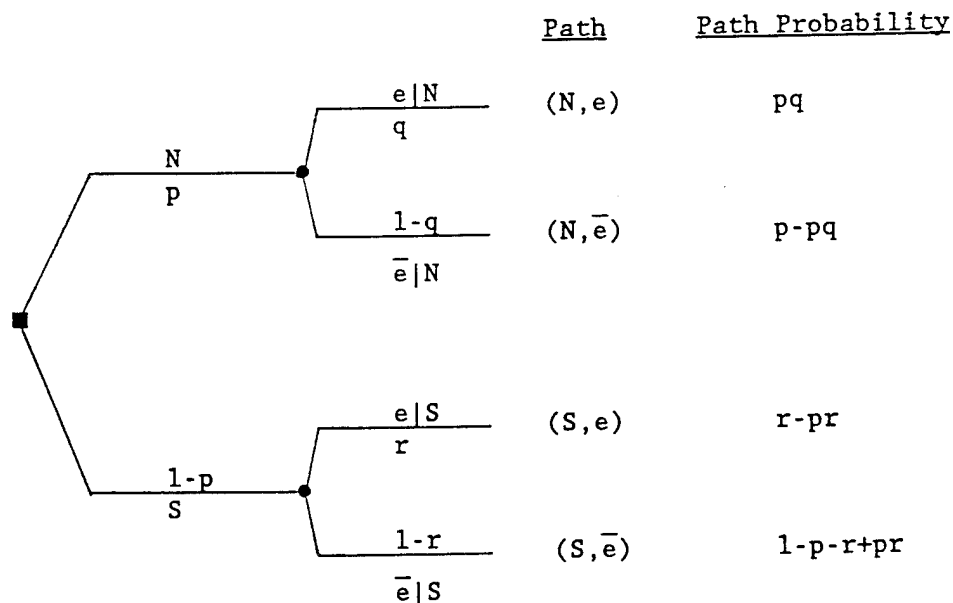 Path Path Probability
e|N (N,e) pq
q
N
p
1-q (N,e̅) p-pq
e̅|N
e|S (S,e) r-pr
r
1-p
S
1-r (S,e̅) 1-p-r+pr
e̅|S